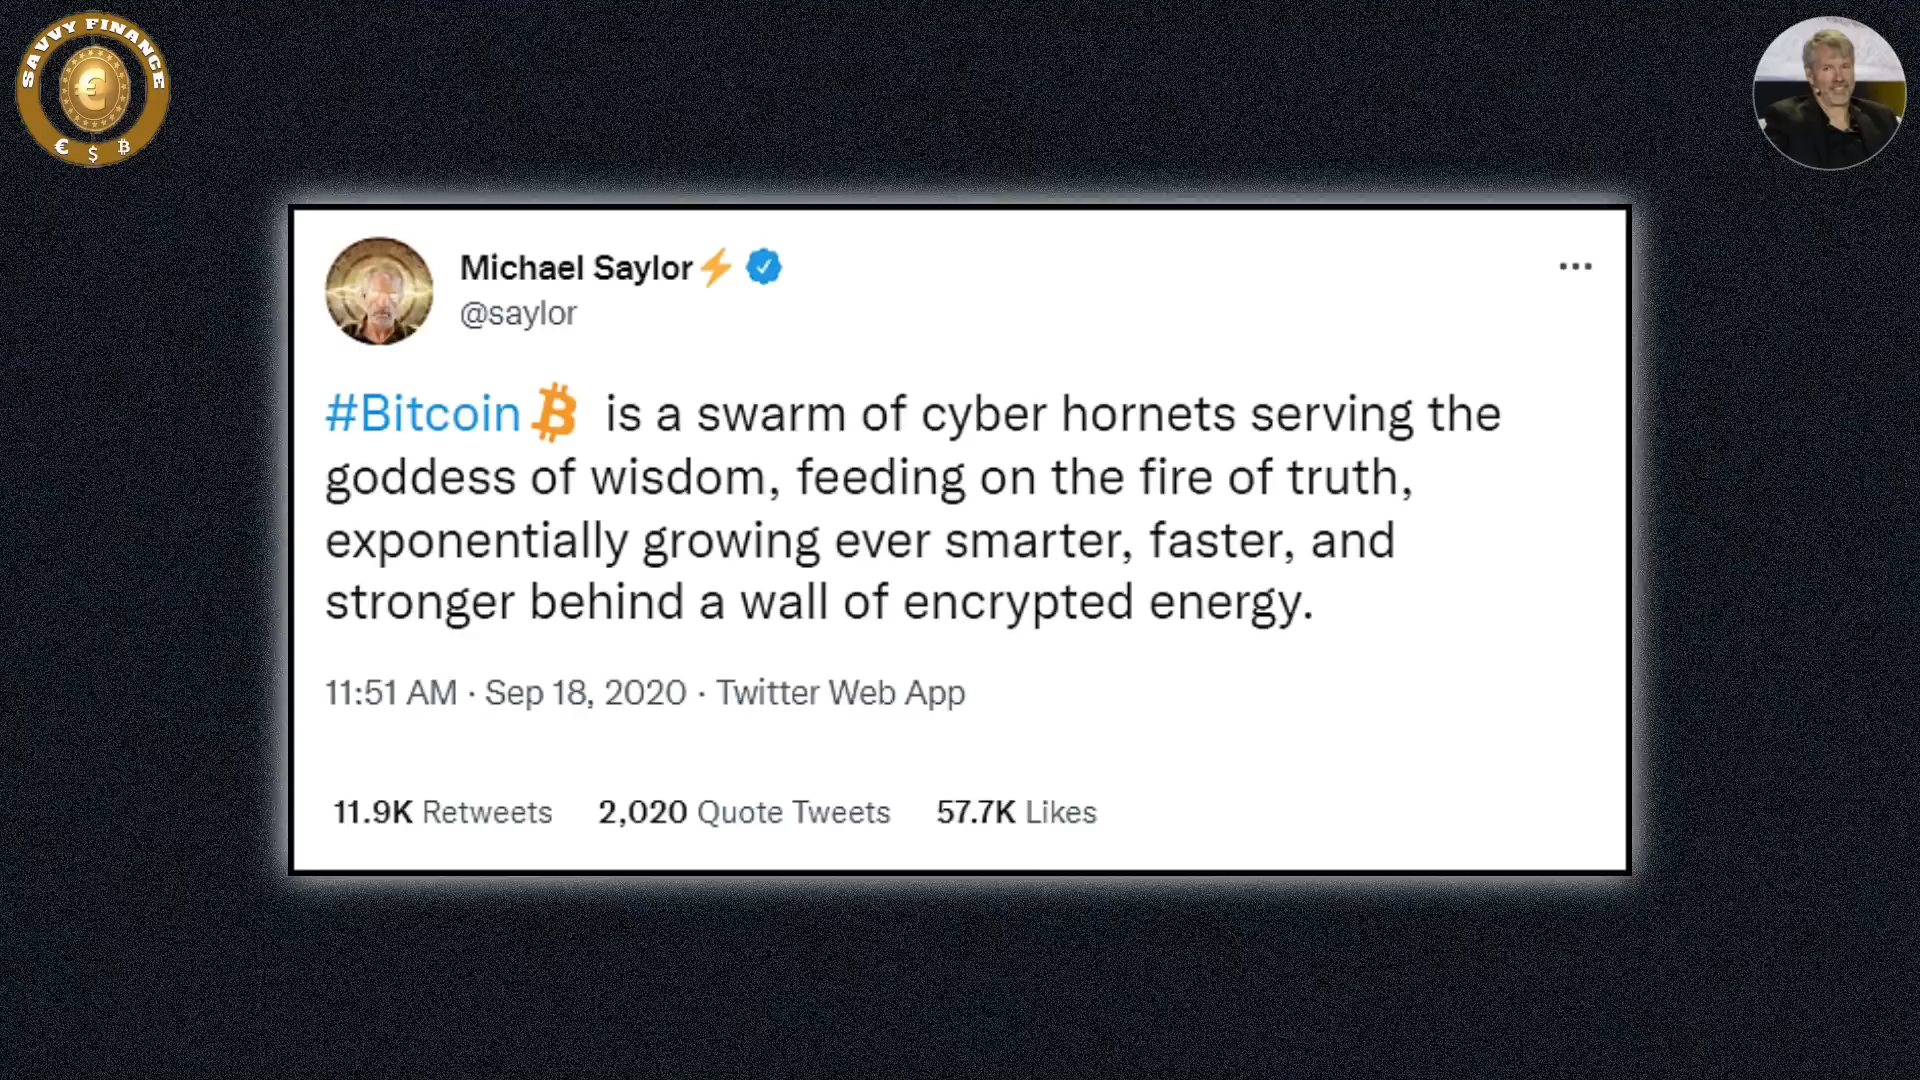 SAVVY FINANCE
€ $ ₿
Michael Saylor⚡
@saylor
#Bitcoin₿ is a swarm of cyber hornets serving the
goddess of wisdom, feeding on the fire of truth,
exponentially growing ever smarter, faster, and
stronger behind a wall of encrypted energy.
11:51 AM · Sep 18, 2020 · Twitter Web App
11.9K Retweets 2,020 Quote Tweets 57.7K Likes